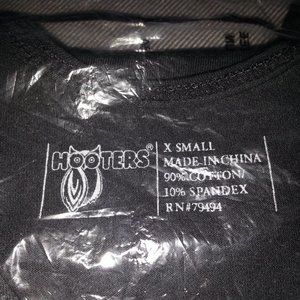 HOOTERS
X SMALL
MADE IN CHINA
90% COTTON/
10% SPANDEX
RN#79494